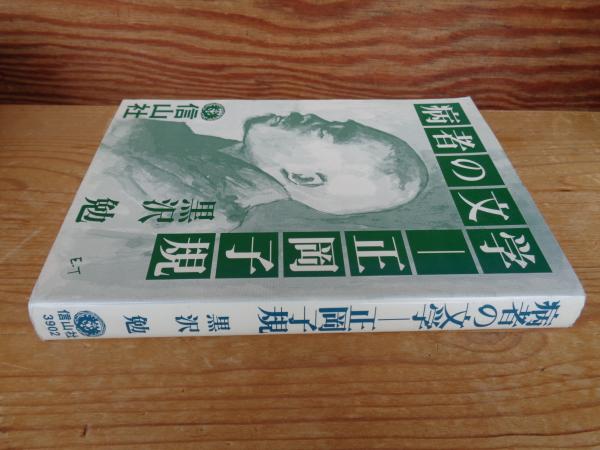 病者の文学─正岡子規
黒沢 勉
信山社
E.T
病者の文学─正岡子規
黒沢 勉
信山社
3902